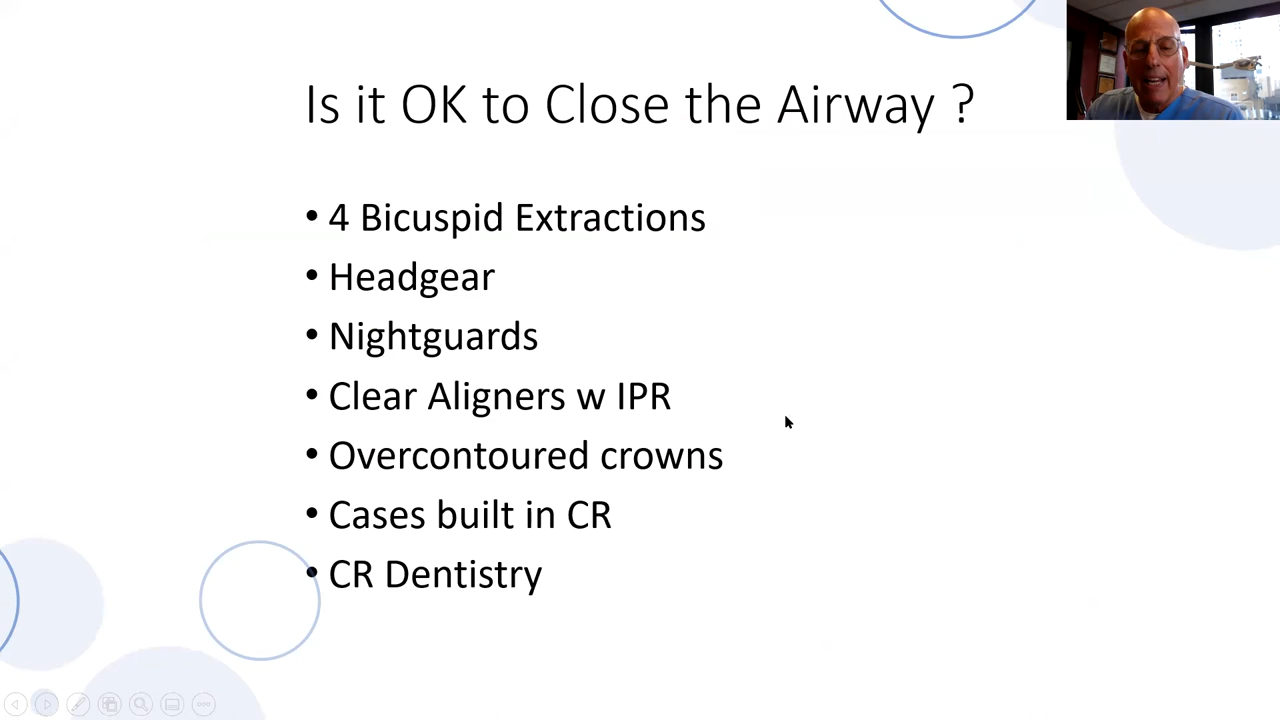 Is it OK to Close the Airway ?
• 4 Bicuspid Extractions
• Headgear
• Nightguards
• Clear Aligners w IPR
• Overcontoured crowns
• Cases built in CR
• CR Dentistry